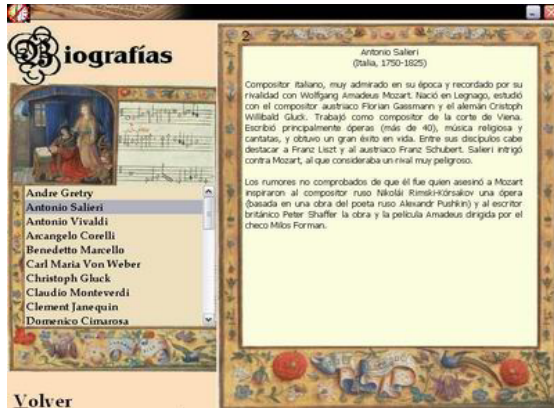 Biografías
Andre Gretry
Antonio Salieri
Antonio Vivaldi
Arcangelo Corelli
Benedetto Marcello
Carl Maria Von Weber
Christoph Gluck
Claudio Monteverdi
Clement Janequin
Domenico Cimarosa
Volver
2
Antonio Salieri
(Italia, 1750-1825)
Compositor italiano, muy admirado en su época y recordado por su
rivalidad con Wolfgang Amadeus Mozart. Nació en Legnago, estudió
con el compositor austriaco Florian Gassmann y el alemán Cristoph
Willibald Gluck. Trabajó como compositor de la corte de Viena.
Escribió principalmente óperas (más de 40), música religiosa y
cantatas, y obtuvo un gran éxito en vida. Entre sus discípulos cabe
destacar a Franz Liszt y al austriaco Franz Schubert. Salieri intrigó
contra Mozart, al que consideraba un rival muy peligroso.
Los rumores no comprobados de que él fue quien asesinó a Mozart
inspiraron al compositor ruso Nikolái Rimski-Kórsakov una ópera
(basada en una obra del poeta ruso Alexandr Pushkin) y al escritor
británico Peter Shaffer la obra y la película Amadeus dirigida por el
checo Milos Forman.